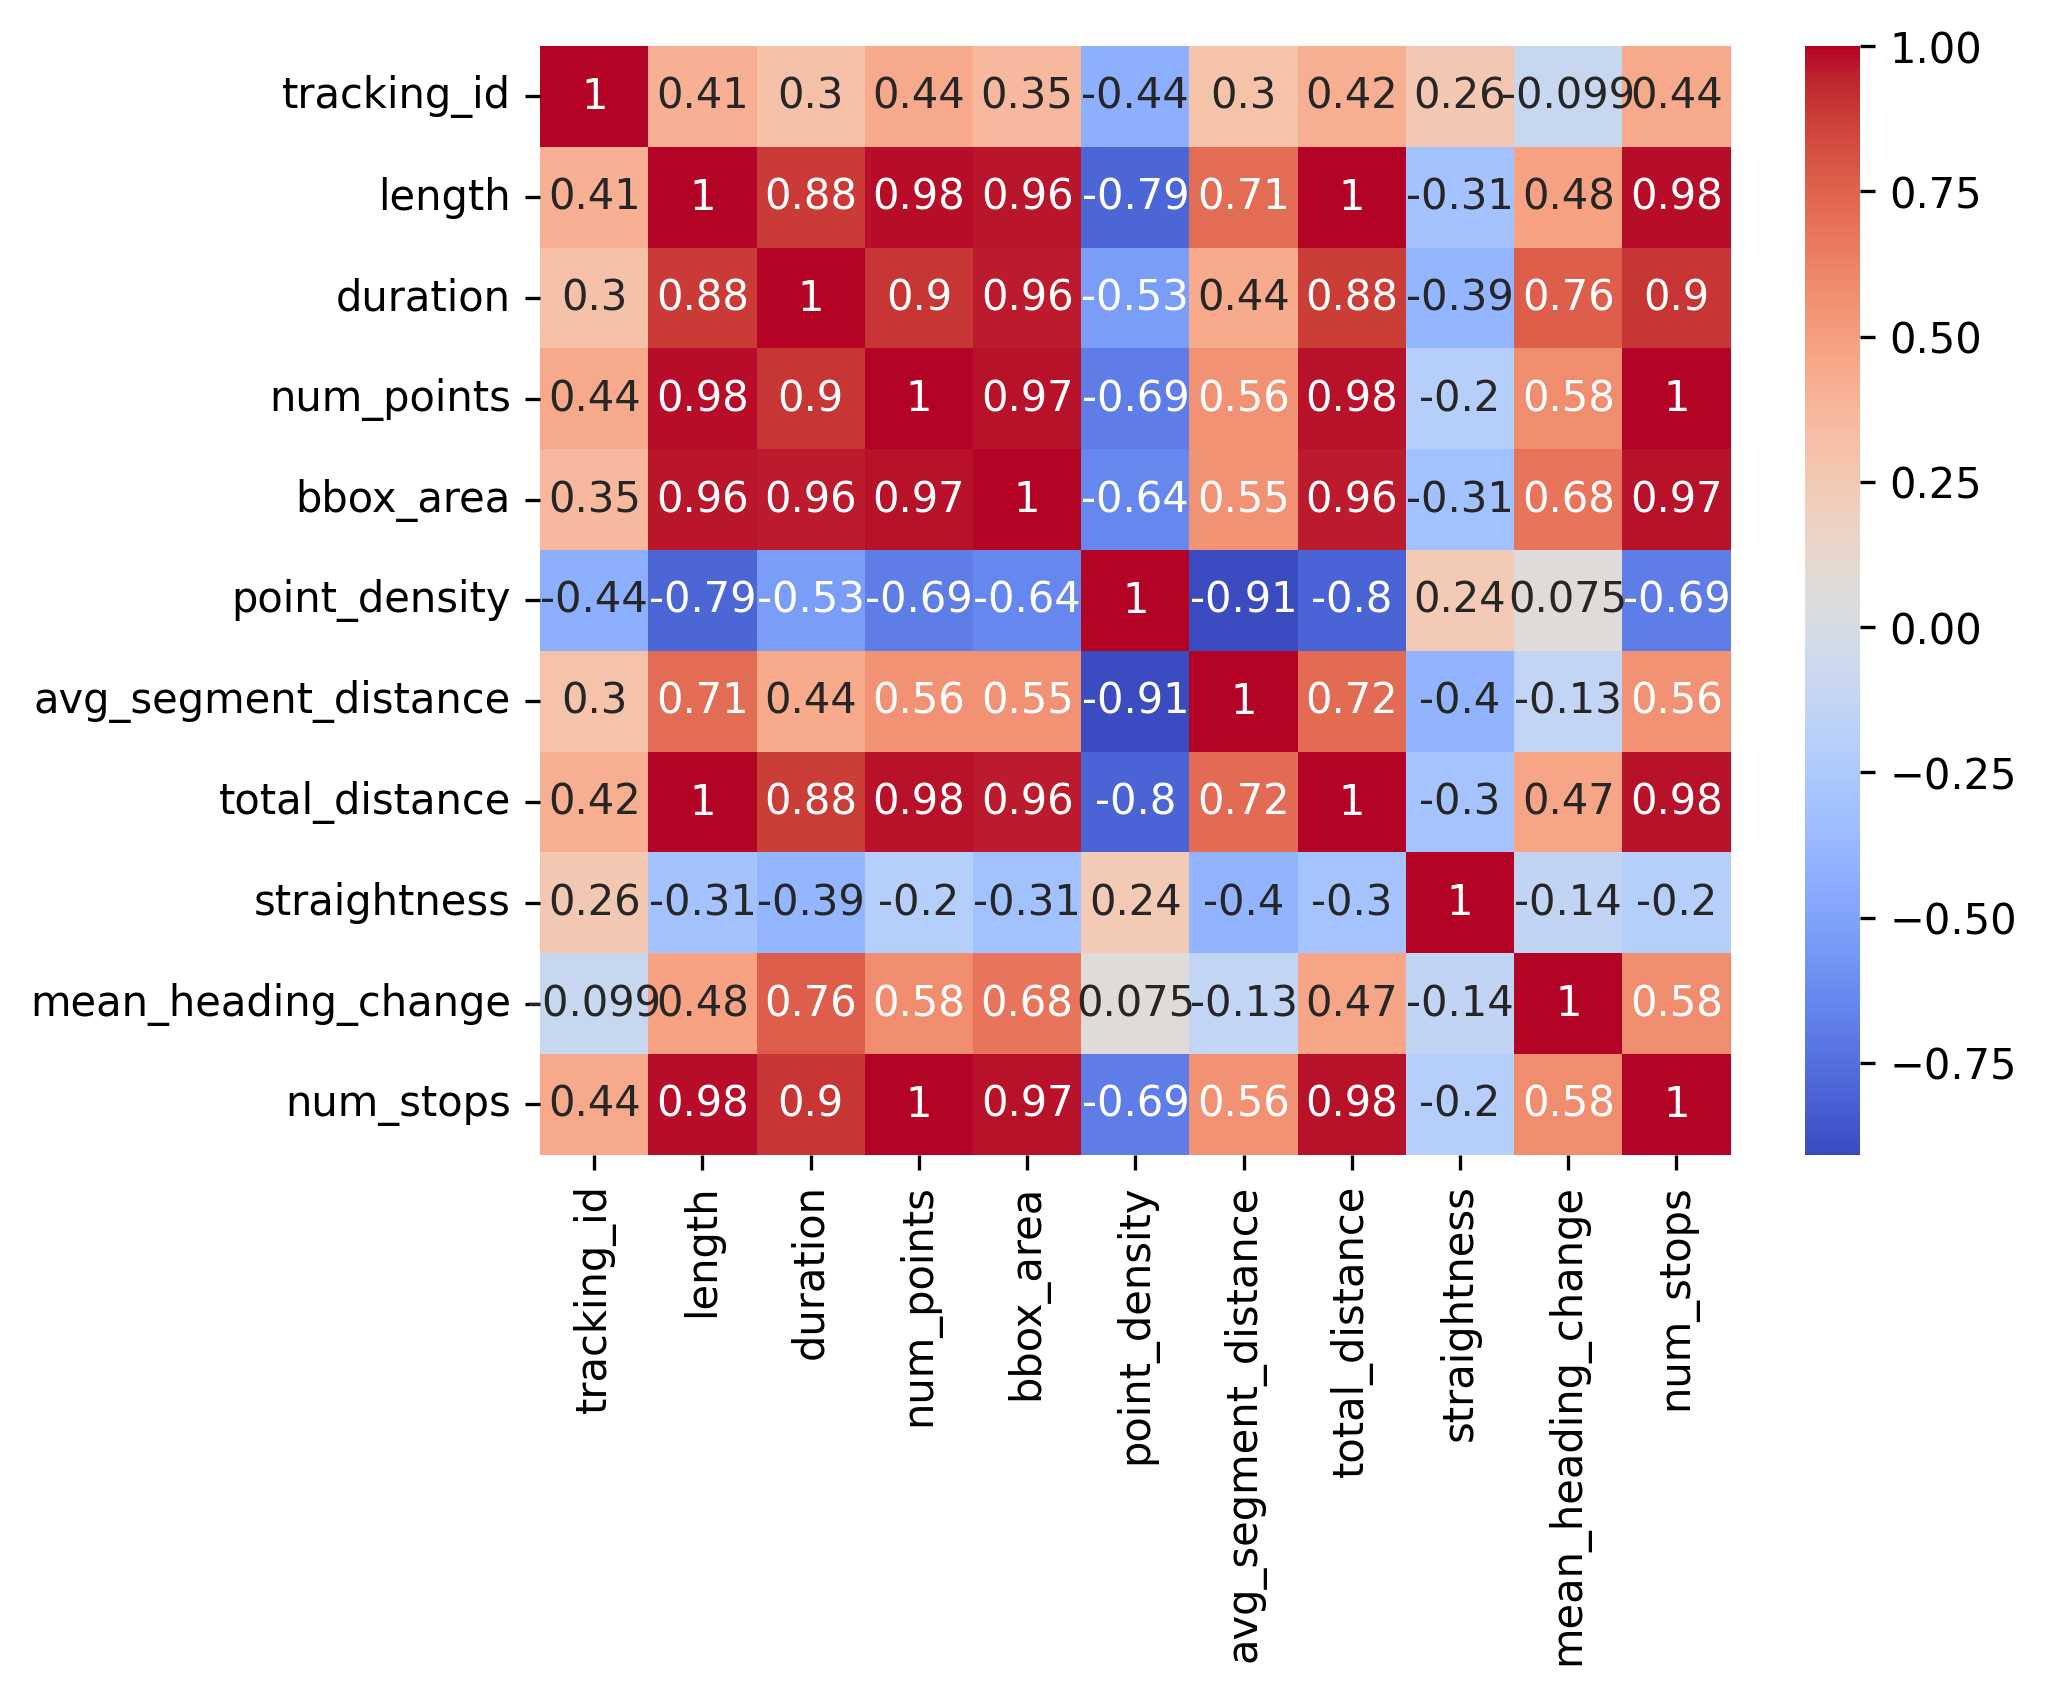 tracking_id 1 0.41 0.3 0.44 0.35 -0.44 0.3 0.42 0.26 -0.099 0.44
length 0.41 1 0.88 0.98 0.96 -0.79 0.71 1 -0.31 0.48 0.98
duration 0.3 0.88 1 0.9 0.96 -0.53 0.44 0.88 -0.39 0.76 0.9
num_points 0.44 0.98 0.9 1 0.97 -0.69 0.56 0.98 -0.2 0.58 1
bbox_area 0.35 0.96 0.96 0.97 1 -0.64 0.55 0.96 -0.31 0.68 0.97
point_density -0.44 -0.79 -0.53 -0.69 -0.64 1 -0.91 -0.8 0.24 0.075 -0.69
avg_segment_distance 0.3 0.71 0.44 0.56 0.55 -0.91 1 0.72 -0.4 -0.13 0.56
total_distance 0.42 1 0.88 0.98 0.96 -0.8 0.72 1 -0.3 0.47 0.98
straightness 0.26 -0.31 -0.39 -0.2 -0.31 0.24 -0.4 -0.3 1 -0.14 -0.2
mean_heading_change -0.099 0.48 0.76 0.58 0.68 0.075 -0.13 0.47 -0.14 1 0.58
num_stops 0.44 0.98 0.9 1 0.97 -0.69 0.56 0.98 -0.2 0.58 1
tracking_id
length
duration
num_points
bbox_area
point_density
avg_segment_distance
total_distance
straightness
mean_heading_change
num_stops
1.00
0.75
0.50
0.25
0.00
−0.25
−0.50
−0.75